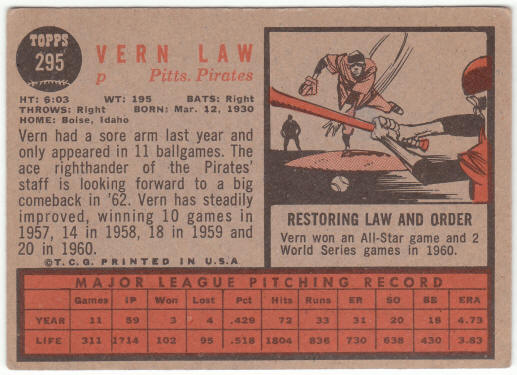 TOPPS
295
VERN LAW
p Pitts. Pirates
HT: 6:03 WT: 195 BATS: Right
THROWS: Right BORN: Mar. 12, 1930
HOME: Boise, Idaho
Vern had a sore arm last year and
only appeared in 11 ballgames. The
ace righthander of the Pirates'
staff is looking forward to a big
comeback in '62. Vern has steadily
improved, winning 10 games in
1957, 14 in 1958, 18 in 1959 and
20 in 1960.
©T.C.G. PRINTED IN U.S.A
RESTORING LAW AND ORDER
Vern won an All-Star game and 2
World Series games in 1960.
MAJOR LEAGUE PITCHING RECORD
Games IP Won Lost Pct Hits Runs ER SO BB ERA
YEAR 11 59 3 4 .429 72 33 31 20 18 4.73
LIFE 311 1714 102 95 .518 1804 836 730 638 430 3.83